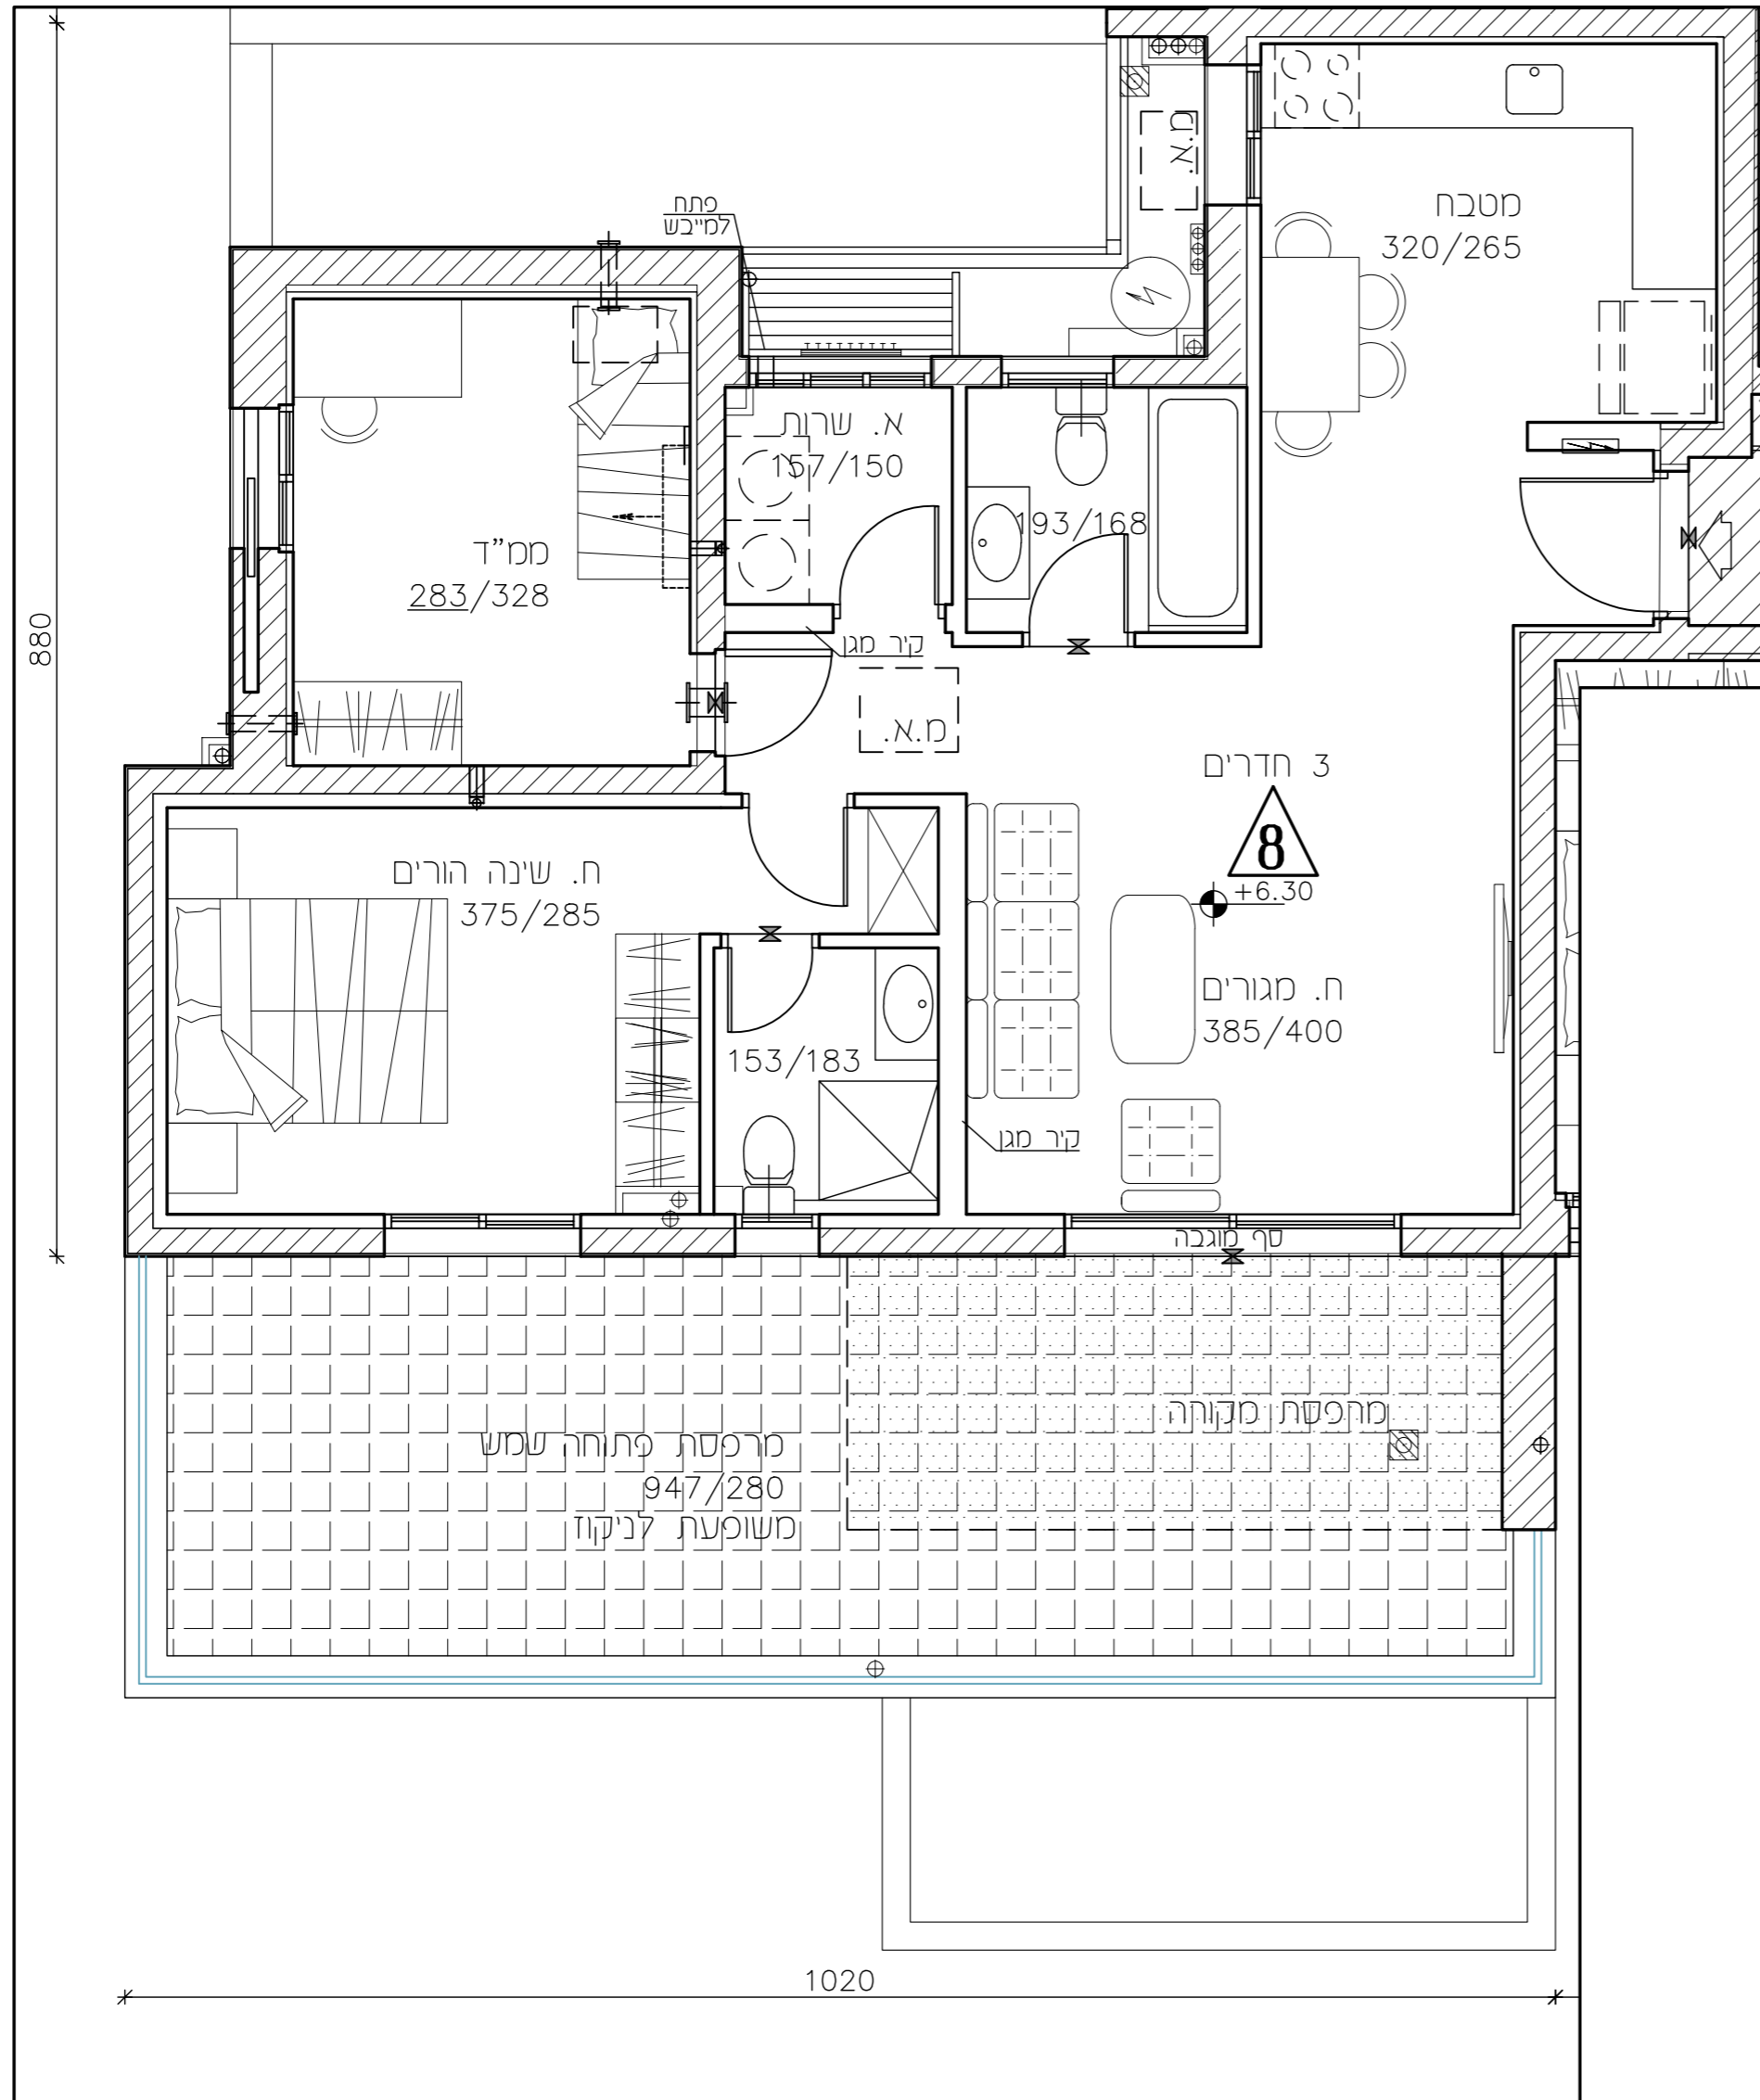 מ.א.
פתח
למייבש
מטבח
320/265
א. שרות
157/150
193/168
ממ"ד
283/328
880
קיר מגן
מ.א.
3 חדרים
8
+6.30
ח. שינה הורים
375/285
ח. מגורים
385/400
153/183
קיר מגן
סף מוגבה
מרפסת מקורה
מרפסת פתוחה שמש
947/280
משופעת לניקוז
1020